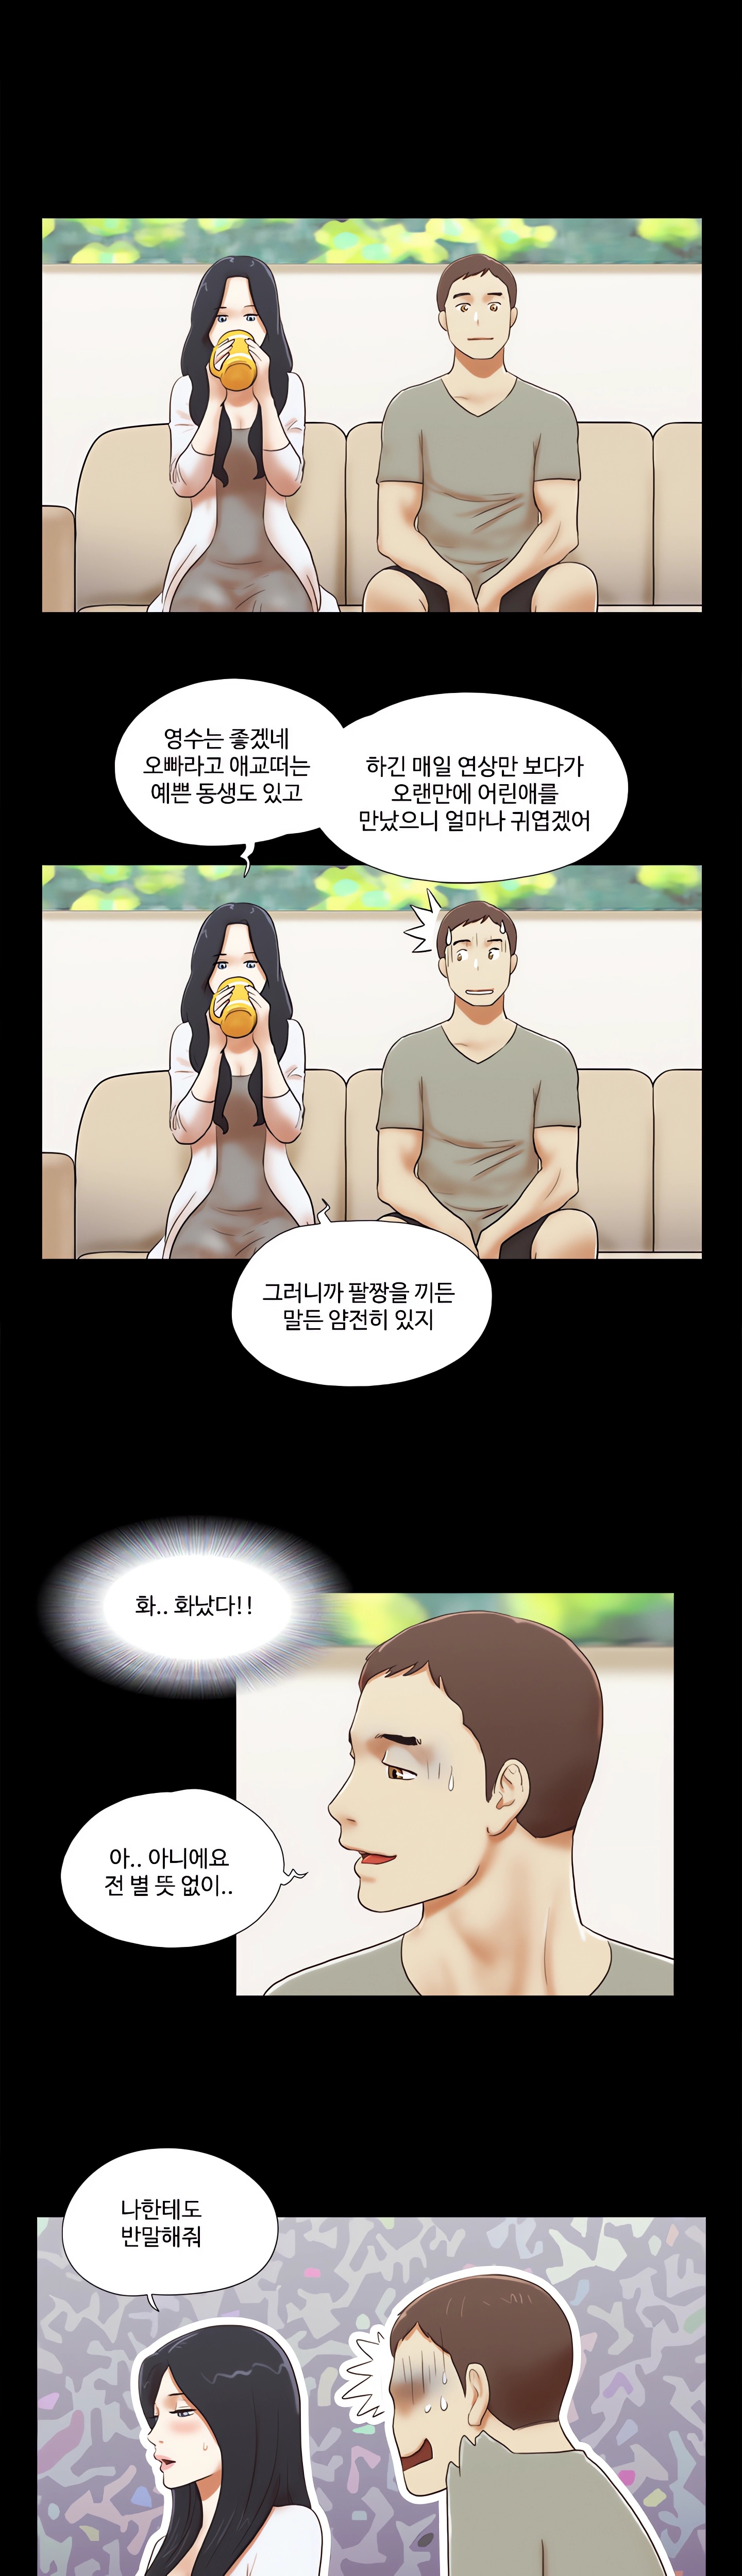 영수는 좋겠네
오빠라고 애교떠는
예쁜 동생도 있고
하긴 매일 연상만 보다가
오랜만에 어린애를
만났으니 얼마나 귀엽겠어
그러니까 팔짱을 끼든
말든 얌전히 있지
화.. 화났다!!
아.. 아니에요
전 별 뜻 없이..
나한테도
반말해줘